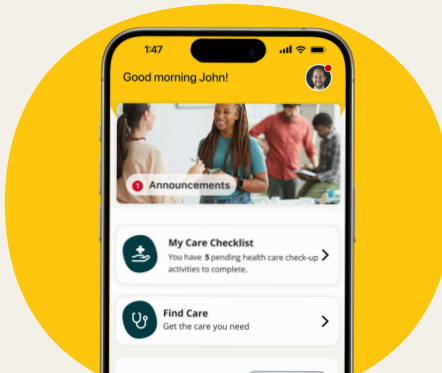 1:47
Good morning John!
1 Announcements
My Care Checklist
You have 5 pending health care check-up
activities to complete.
Find Care
Get the care you need